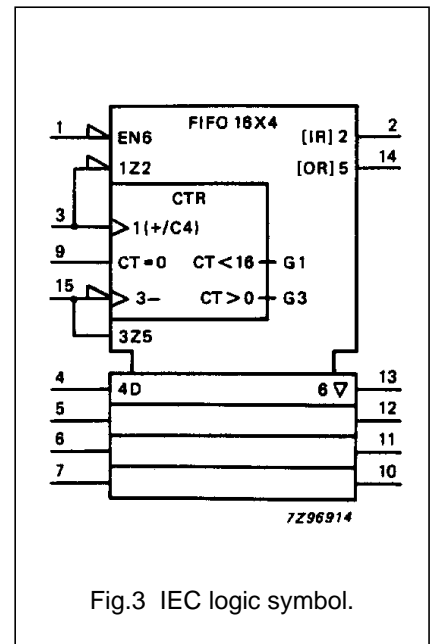 FIFO 16X4
1 EN6 [IR] 2 2
1Z2 [OR] 5 14
CTR
3 1(+/C4)
9 CT=0 CT<16 G1
15 3− CT>0 G3
3Z5
4 4D 6 ▽ 13
5 12
6 11
7 10
7Z96914
Fig.3 IEC logic symbol.